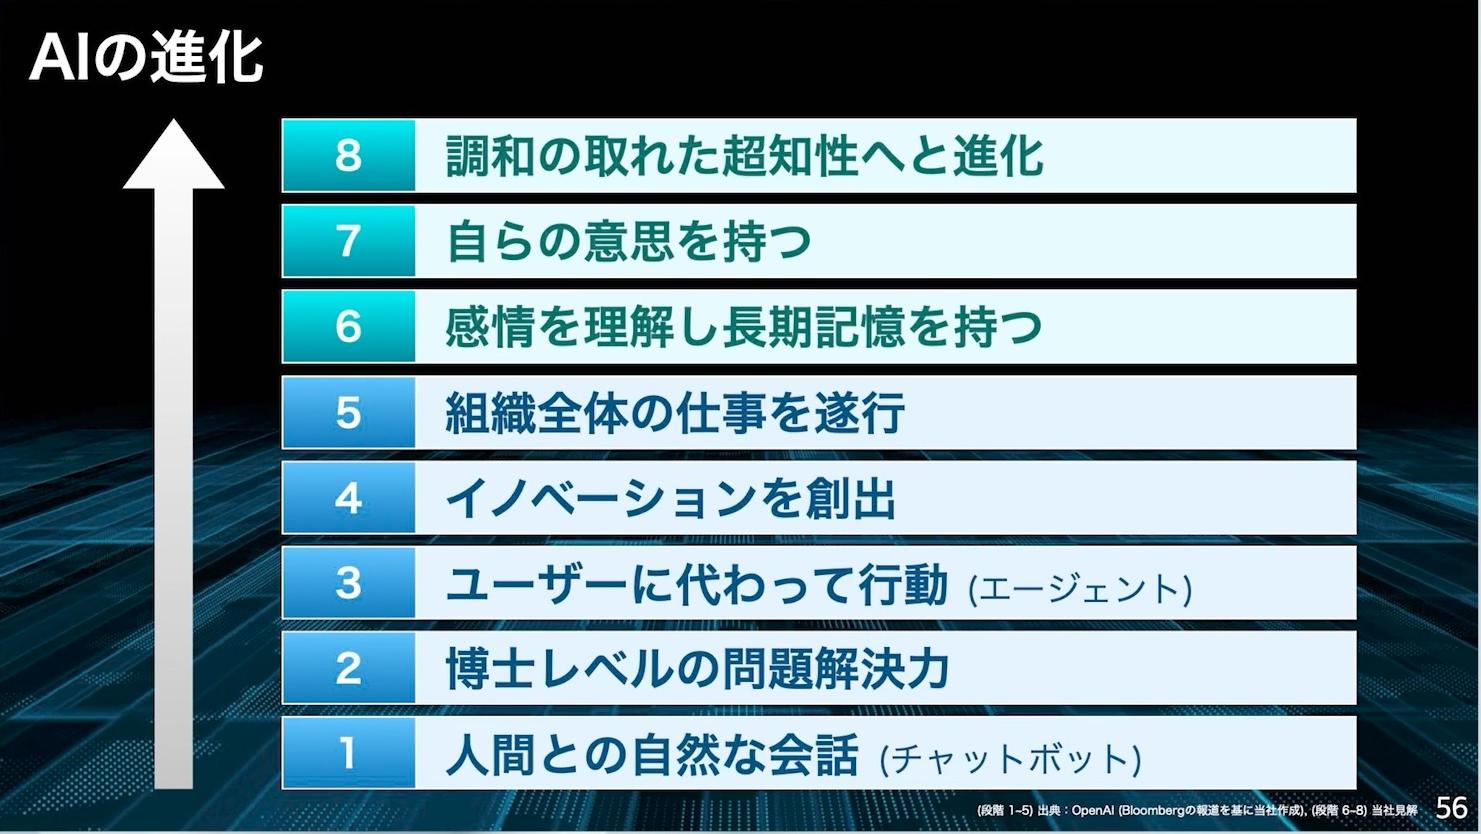 AIの進化
8 調和の取れた超知性へと進化
7 自らの意思を持つ
6 感情を理解し長期記憶を持つ
5 組織全体の仕事を遂行
4 イノベーションを創出
3 ユーザーに代わって行動 (エージェント)
2 博士レベルの問題解決力
1 人間との自然な会話 (チャットボット)
(段階 1~5) 出典：OpenAI (Bloombergの報道を基に当社作成), (段階 6~8) 当社見解 56